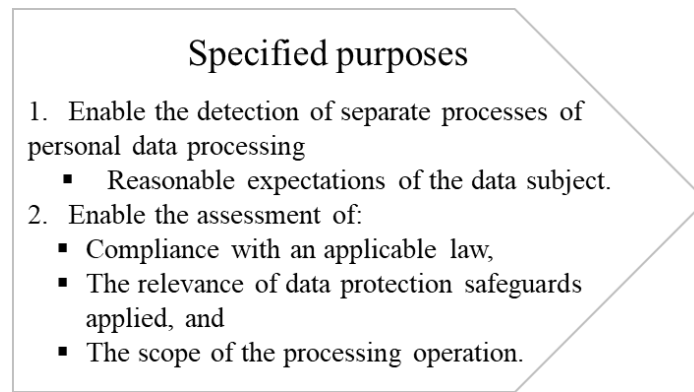 Specified purposes
1. Enable the detection of separate processes of
personal data processing
▪ Reasonable expectations of the data subject.
2. Enable the assessment of:
▪ Compliance with an applicable law,
▪ The relevance of data protection safeguards
applied, and
▪ The scope of the processing operation.